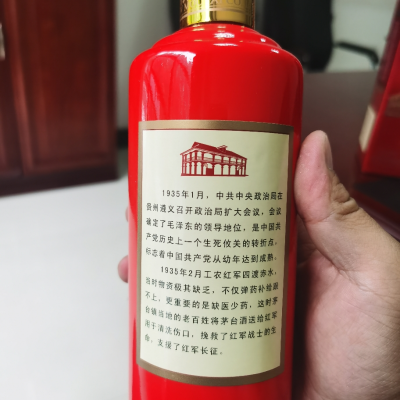 1935年1月，中共中央政治局在
贵州遵义召开政治局扩大会议，会议
确定了毛泽东的领导地位，是中国共
产党历史上一个生死攸关的转折点，
标志着中国共产党从幼年达到成熟。
1935年2月工农红军四渡赤水，
当时物资极其缺乏，不仅弹药补给跟
不上，更重要的是缺医少药，这时茅
台镇当地的老百姓将茅台酒送给红军
用于清洗伤口，挽救了红军战士的生
命，支援了红军长征。